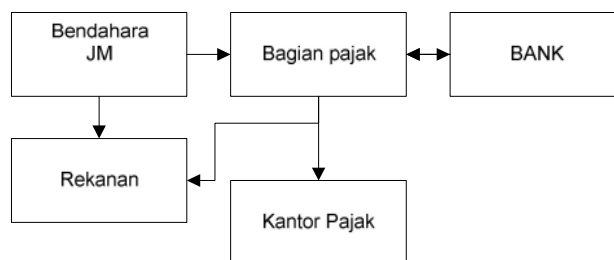 Bendahara
JM
Bagian pajak
BANK
Rekanan
Kantor Pajak